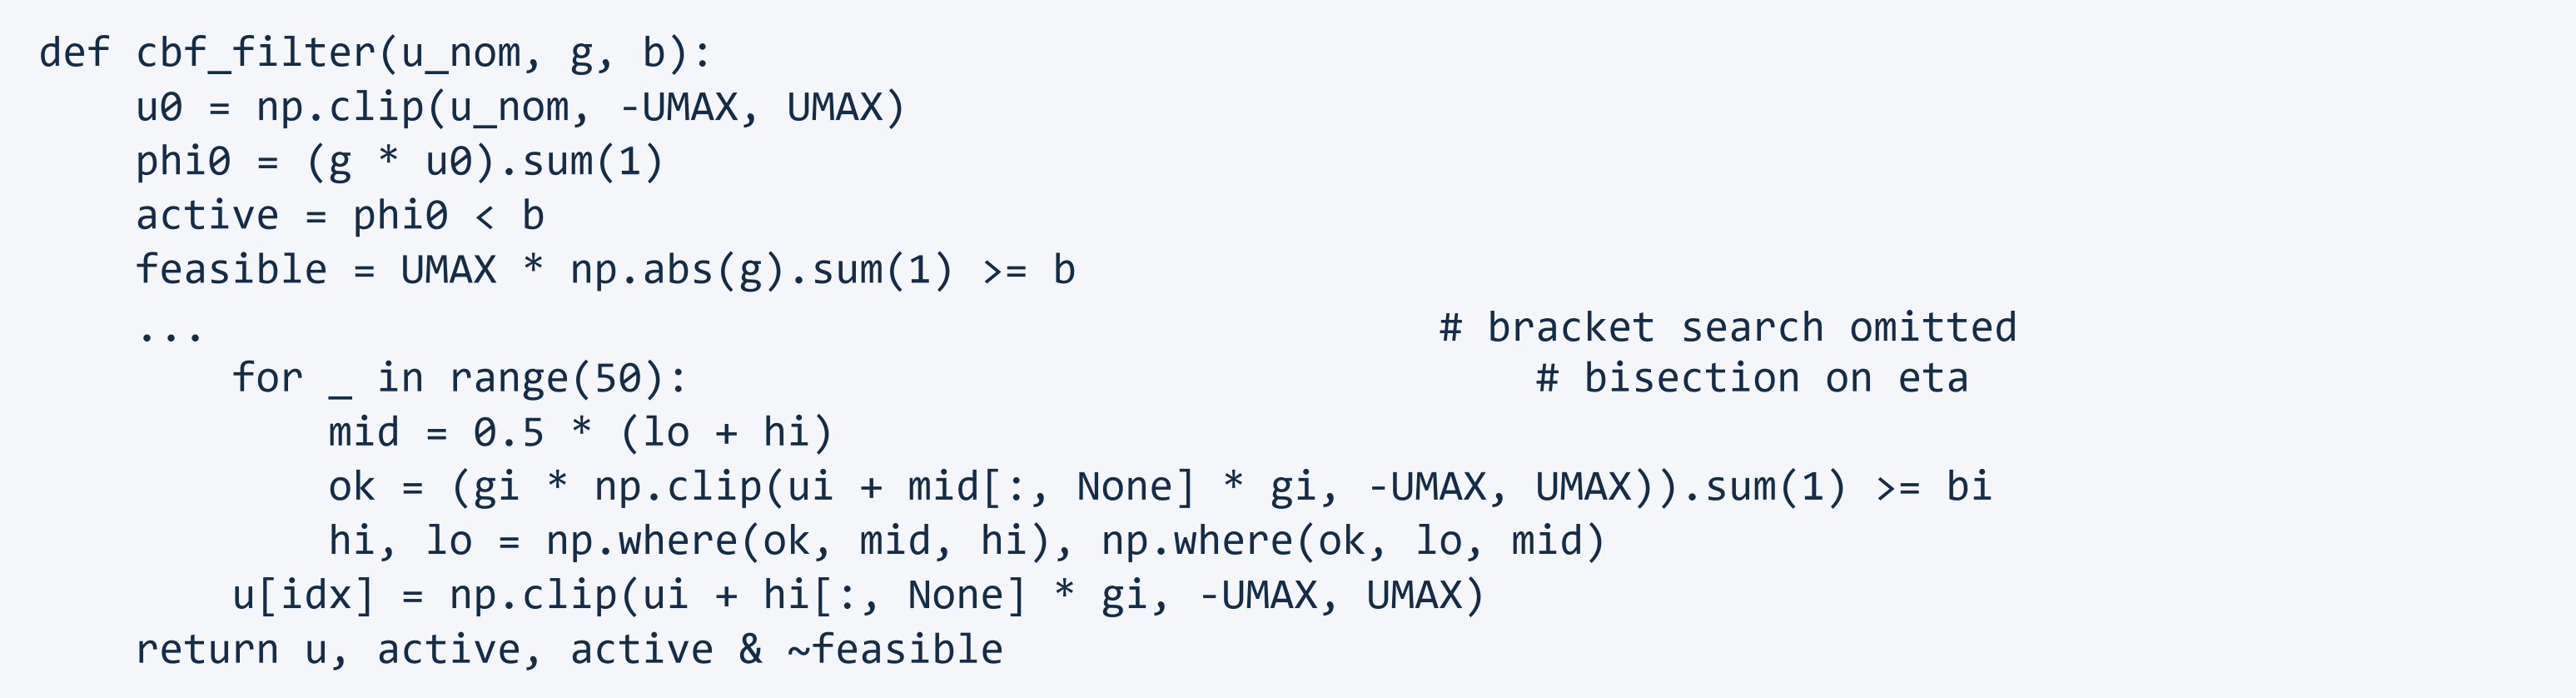 def cbf_filter(u_nom, g, b):
    u0 = np.clip(u_nom, -UMAX, UMAX)
    phi0 = (g * u0).sum(1)
    active = phi0 < b
    feasible = UMAX * np.abs(g).sum(1) >= b
    ...                                                   # bracket search omitted
        for _ in range(50):                                   # bisection on eta
            mid = 0.5 * (lo + hi)
            ok = (gi * np.clip(ui + mid[:, None] * gi, -UMAX, UMAX)).sum(1) >= bi
            hi, lo = np.where(ok, mid, hi), np.where(ok, lo, mid)
        u[idx] = np.clip(ui + hi[:, None] * gi, -UMAX, UMAX)
    return u, active, active & ~feasible